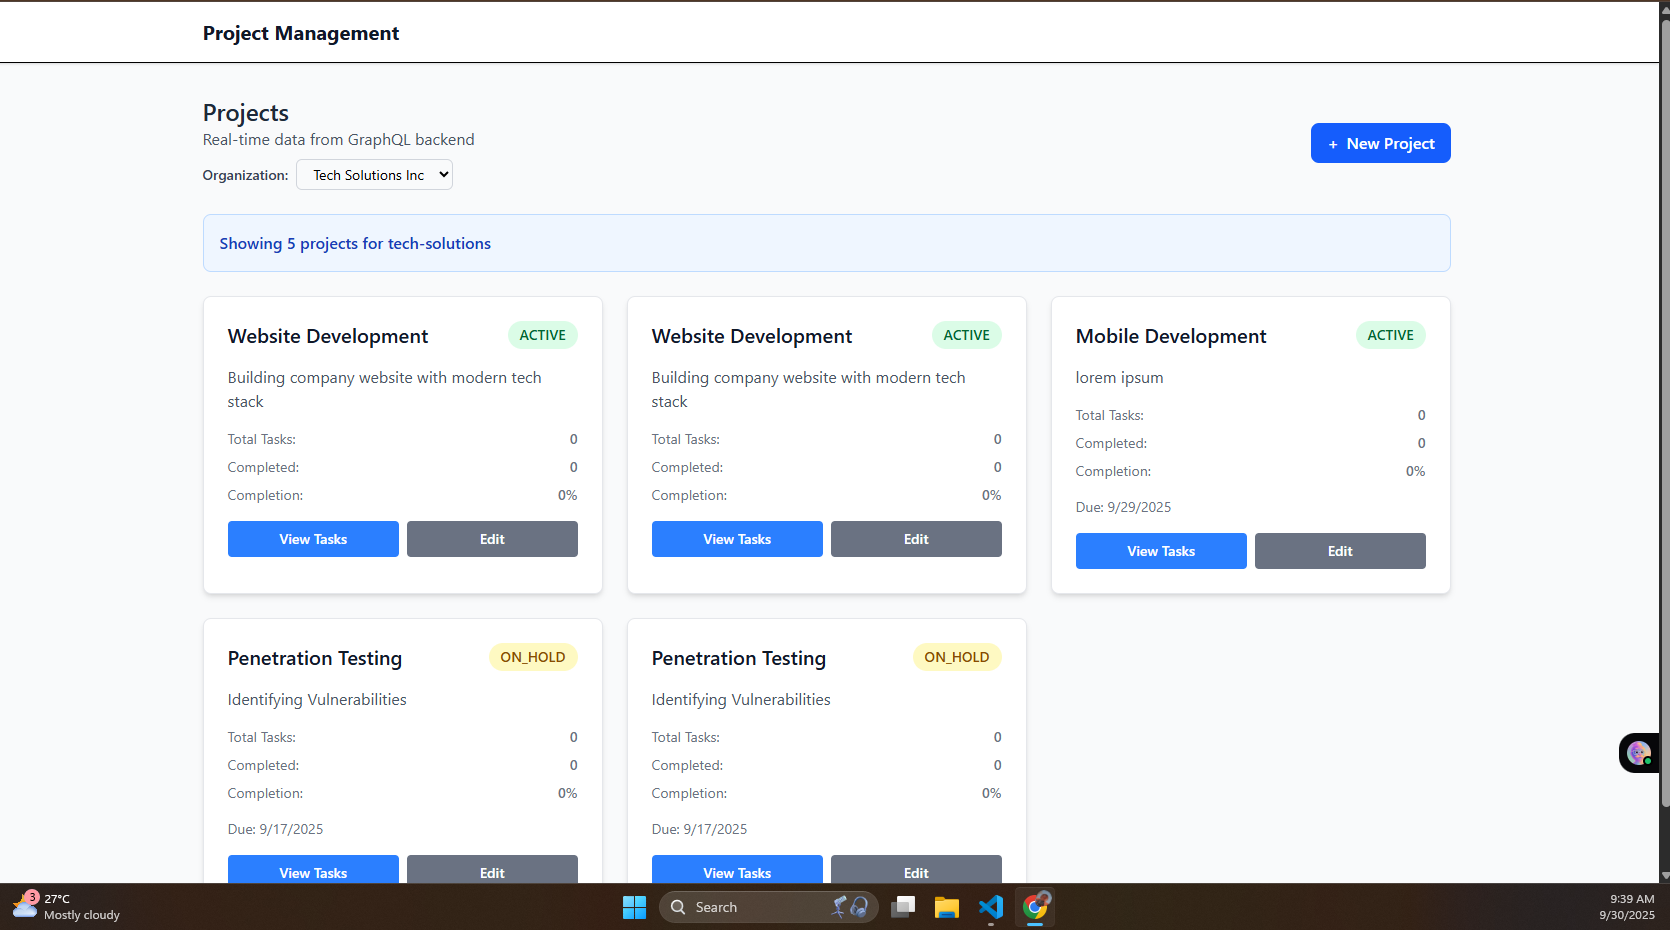 Project Management
Projects
Real-time data from GraphQL backend
Organization: Tech Solutions Inc
+ New Project
Showing 5 projects for tech-solutions
Website Development
ACTIVE
Building company website with modern tech
stack
Total Tasks: 0
Completed: 0
Completion: 0%
View Tasks
Edit
Website Development
ACTIVE
Building company website with modern tech
stack
Total Tasks: 0
Completed: 0
Completion: 0%
View Tasks
Edit
Mobile Development
ACTIVE
lorem ipsum
Total Tasks: 0
Completed: 0
Completion: 0%
Due: 9/29/2025
View Tasks
Edit
Penetration Testing
ON_HOLD
Identifying Vulnerabilities
Total Tasks: 0
Completed: 0
Completion: 0%
Due: 9/17/2025
View Tasks
Edit
Penetration Testing
ON_HOLD
Identifying Vulnerabilities
Total Tasks: 0
Completed: 0
Completion: 0%
Due: 9/17/2025
View Tasks
Edit
3
27°C
Mostly cloudy
Search
9:39 AM
9/30/2025